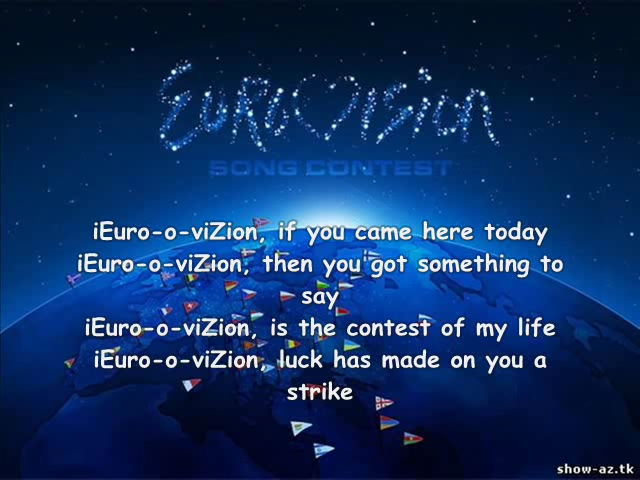 EUROVISION
SONG CONTEST
iEuro-o-viZion, if you came here today
iEuro-o-viZion, then you got something to
say
iEuro-o-viZion, is the contest of my life
iEuro-o-viZion, luck has made on you a
strike
show-az.tk